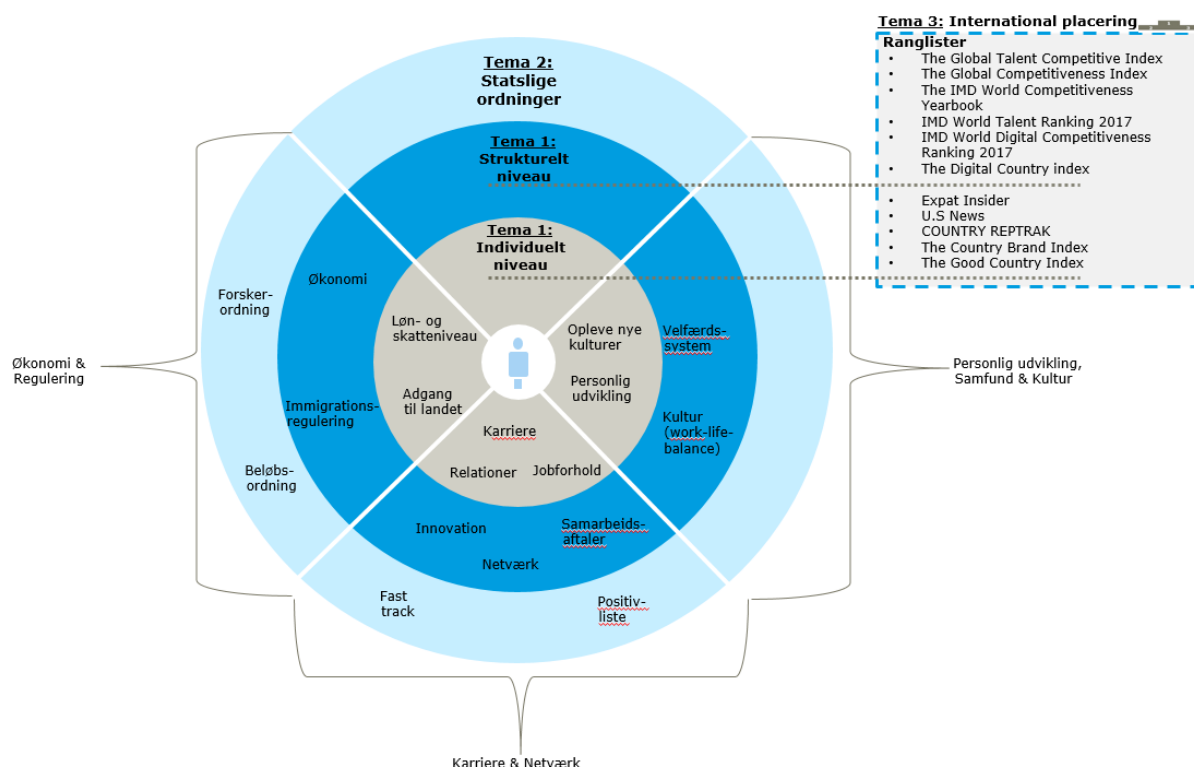 Tema 3: International placering
Ranglister
• The Global Talent Competitive Index
• The Global Competitiveness Index
• The IMD World Competitiveness
Yearbook
• IMD World Talent Ranking 2017
• IMD World Digital Competitiveness
Ranking 2017
• The Digital Country index
• Expat Insider
• U.S News
• COUNTRY REPTRAK
• The Country Brand Index
• The Good Country Index
Tema 2:
Statslige
ordninger
Tema 1:
Strukturelt
niveau
Tema 1:
Individuelt
niveau
Økonomi
Forsker-
ordning
Løn- og
skatteniveau
Opleve nye
kulturer
Velfærds-
system
Økonomi &
Regulering
Personlig udvikling,
Samfund & Kultur
Adgang
til landet
Personlig
udvikling
Immigrations-
regulering
Karriere
Kultur
(work-life-
balance)
Beløbs-
ordning
Relationer
Jobforhold
Innovation
Samarbejds-
aftaler
Netværk
Fast
track
Positiv-
liste
Karriere & Netværk